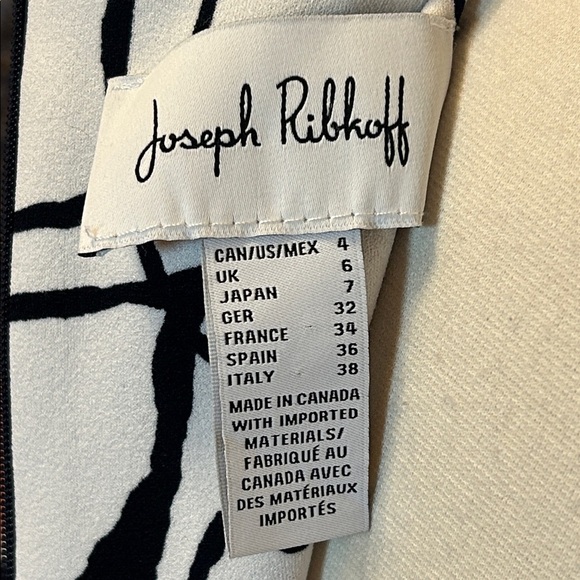 Joseph Ribkoff
CAN/US/MEX 4
UK 6
JAPAN 7
GER 32
FRANCE 34
SPAIN 36
ITALY 38
MADE IN CANADA
WITH IMPORTED
MATERIALS/
FABRIQUÉ AU
CANADA AVEC
DES MATÉRIAUX
IMPORTÉS